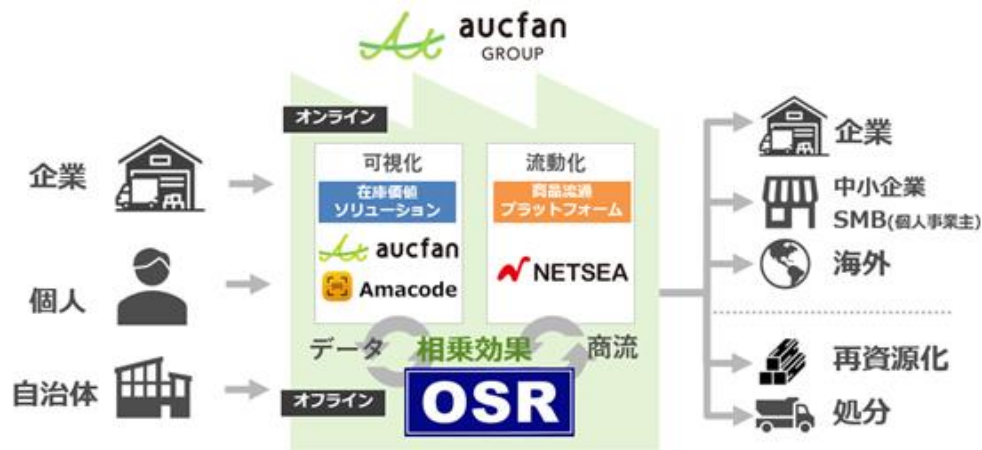 aucfan
GROUP
オンライン
企業
個人
自治体
可視化
在庫価値
ソリューション
aucfan
Amacode
流動化
商品流通
プラットフォーム
NETSEA
データ
相乗効果
商流
オフライン
OSR
企業
中小企業
SMB(個人事業主)
海外
再資源化
処分